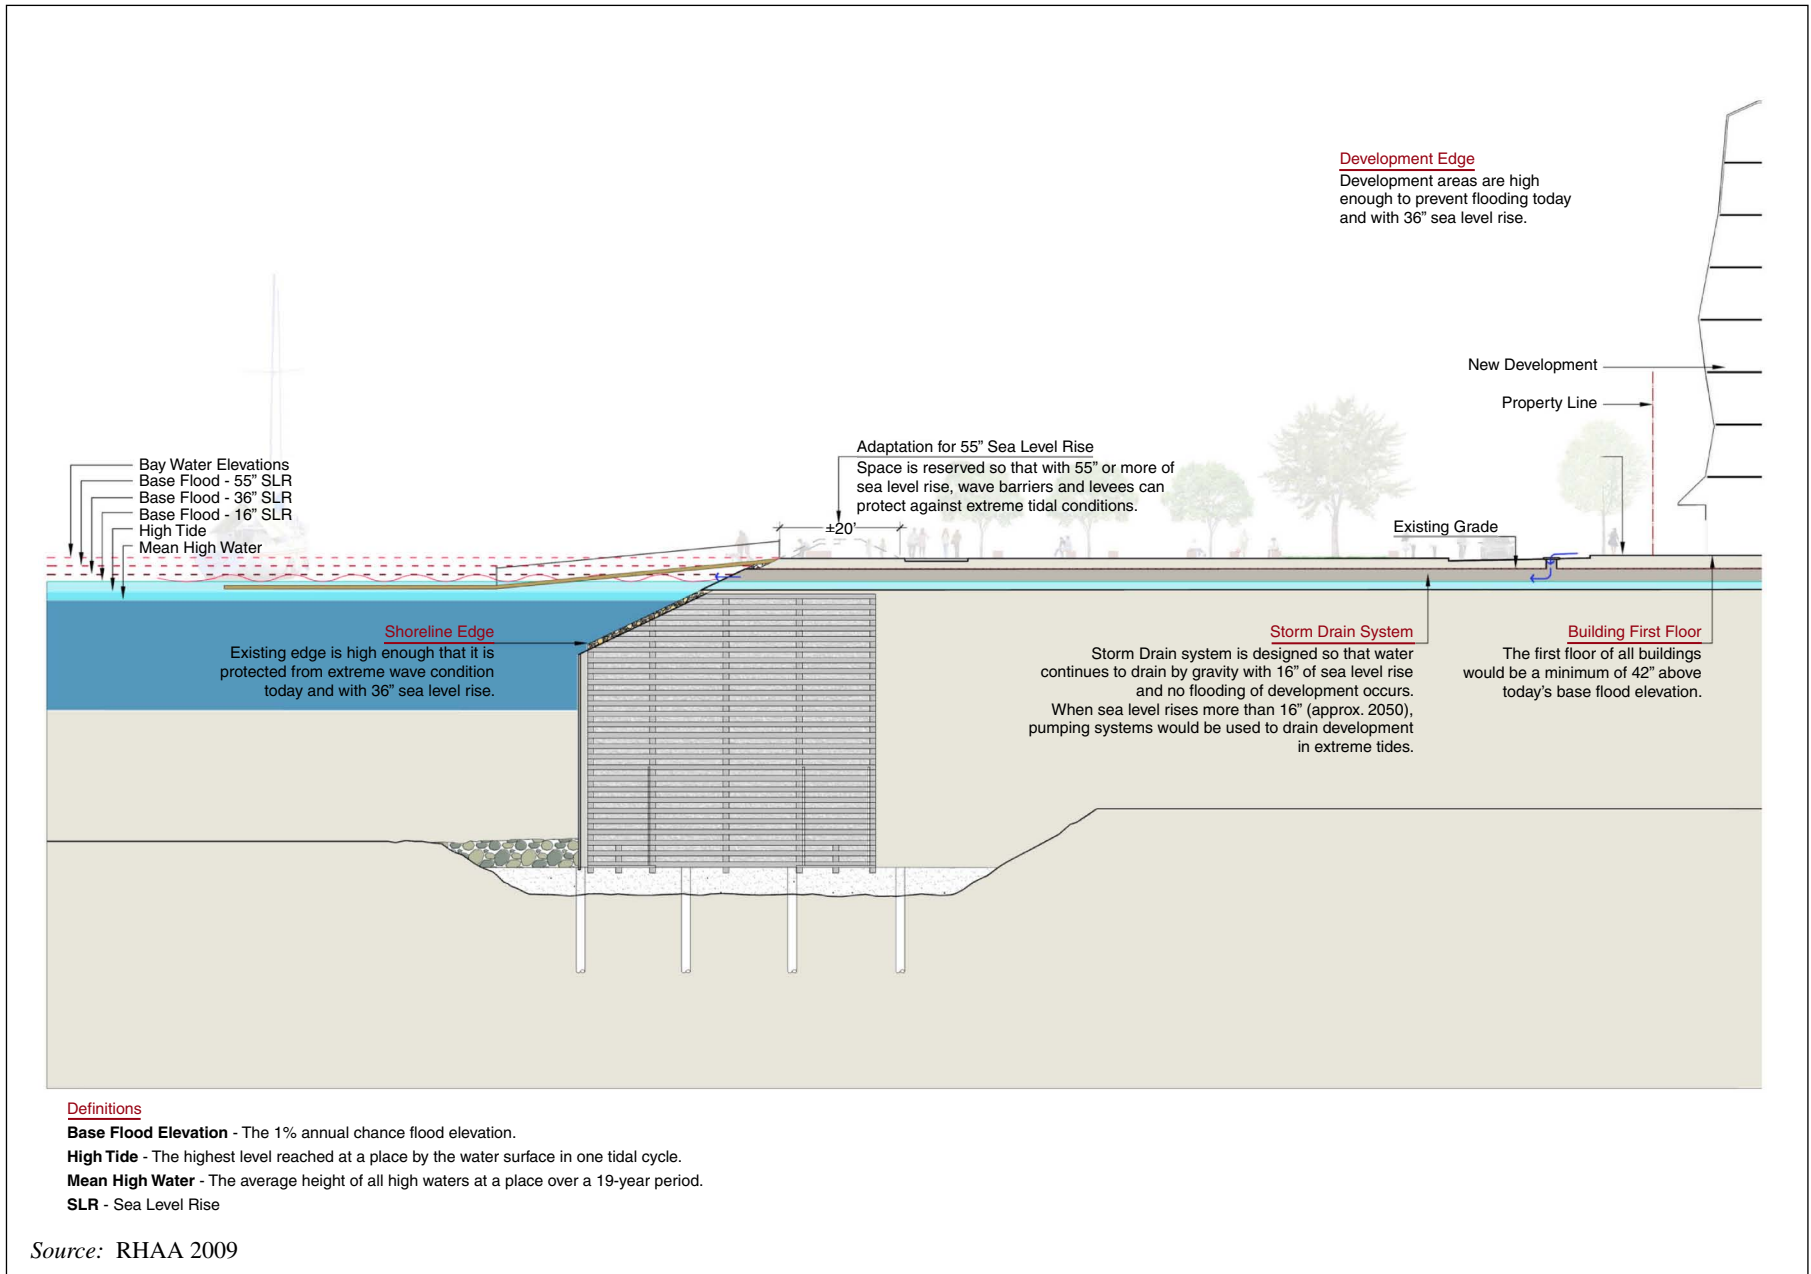 Development Edge
Development areas are high
enough to prevent flooding today
and with 36” sea level rise.
New Development
Property Line
Adaptation for 55” Sea Level Rise
Space is reserved so that with 55” or more of
sea level rise, wave barriers and levees can
protect against extreme tidal conditions.
±20’
Existing Grade
Bay Water Elevations
Base Flood - 55” SLR
Base Flood - 36” SLR
Base Flood - 16” SLR
High Tide
Mean High Water
Shoreline Edge
Existing edge is high enough that it is
protected from extreme wave condition
today and with 36” sea level rise.
Storm Drain System
Storm Drain system is designed so that water
continues to drain by gravity with 16” of sea level rise
and no flooding of development occurs.
When sea level rises more than 16” (approx. 2050),
pumping systems would be used to drain development
in extreme tides.
Building First Floor
The first floor of all buildings
would be a minimum of 42” above
today’s base flood elevation.
Definitions
Base Flood Elevation - The 1% annual chance flood elevation.
High Tide - The highest level reached at a place by the water surface in one tidal cycle.
Mean High Water - The average height of all high waters at a place over a 19-year period.
SLR - Sea Level Rise
Source: RHAA 2009